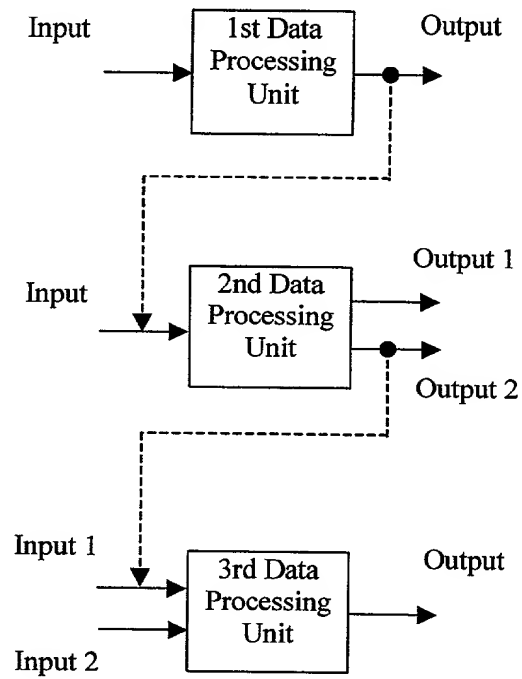 Input
1st Data
Processing
Unit
Output
Input
2nd Data
Processing
Unit
Output 1
Output 2
Input 1
Input 2
3rd Data
Processing
Unit
Output